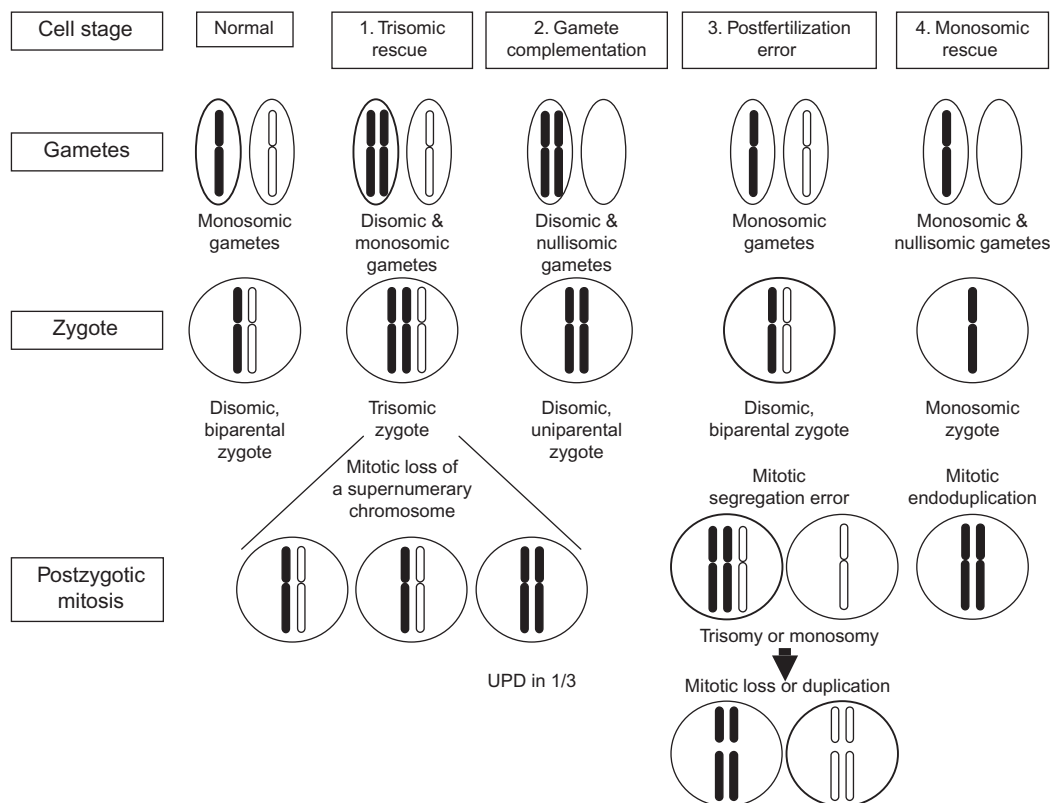 Cell stage
Normal
1. Trisomic
rescue
2. Gamete
complementation
3. Postfertilization
error
4. Monosomic
rescue
Gametes
Monosomic
gametes
Disomic &
monosomic
gametes
Disomic &
nullisomic
gametes
Monosomic
gametes
Monosomic &
nullisomic gametes
Zygote
Disomic,
biparental
zygote
Trisomic
zygote
Disomic,
uniparental
zygote
Disomic,
biparental zygote
Monosomic
zygote
Mitotic loss of
a supernumerary
chromosome
Mitotic
segregation error
Mitotic
endoduplication
Postzygotic
mitosis
UPD in 1/3
Trisomy or monosomy
Mitotic loss or duplication